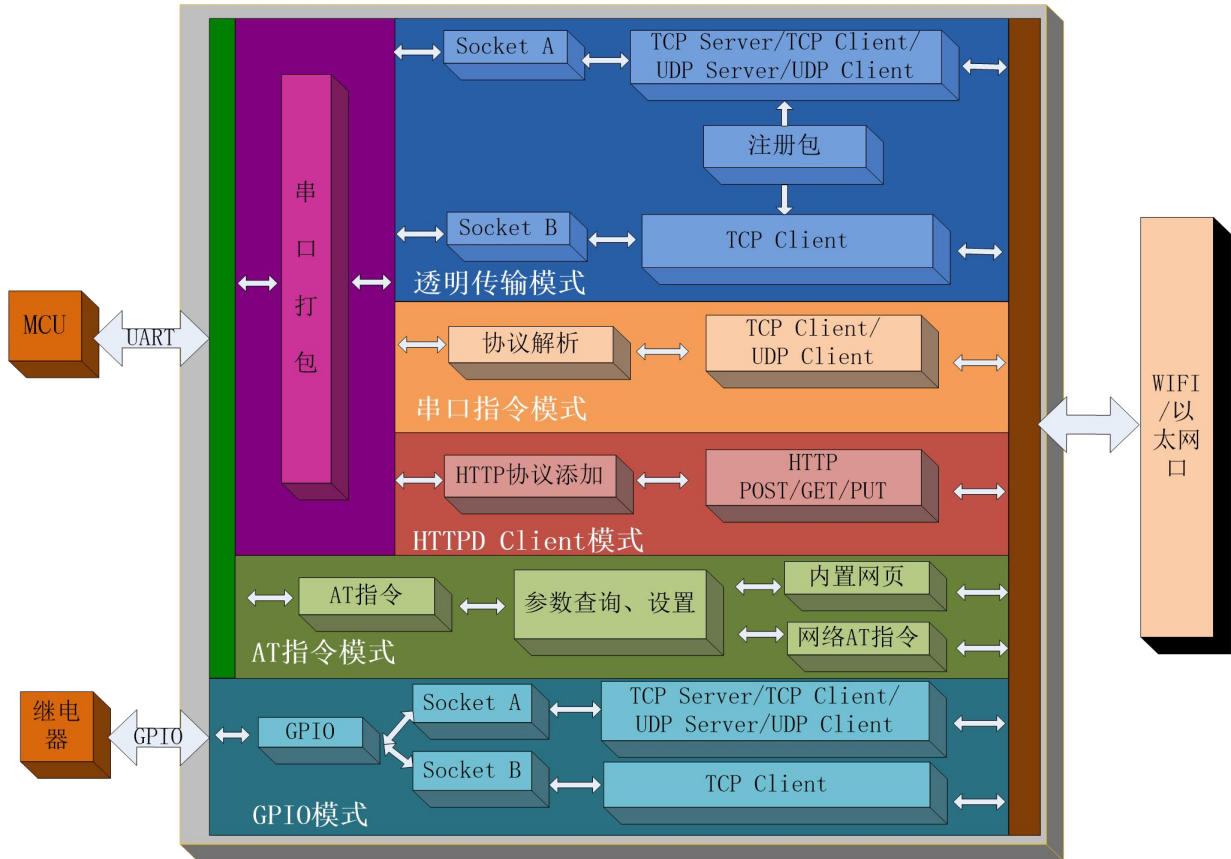 Socket A
TCP Server/TCP Client/
UDP Server/UDP Client
注册包
串
口
打
包
Socket B
TCP Client
透明传输模式
MCU
UART
协议解析
TCP Client/
UDP Client
串口指令模式
WIFI
/以
太网
口
HTTP协议添加
HTTP
POST/GET/PUT
HTTPD Client模式
AT指令
参数查询、设置
内置网页
网络AT指令
AT指令模式
继电
器
GPIO
GPIO
Socket A
TCP Server/TCP Client/
UDP Server/UDP Client
Socket B
TCP Client
GPIO模式